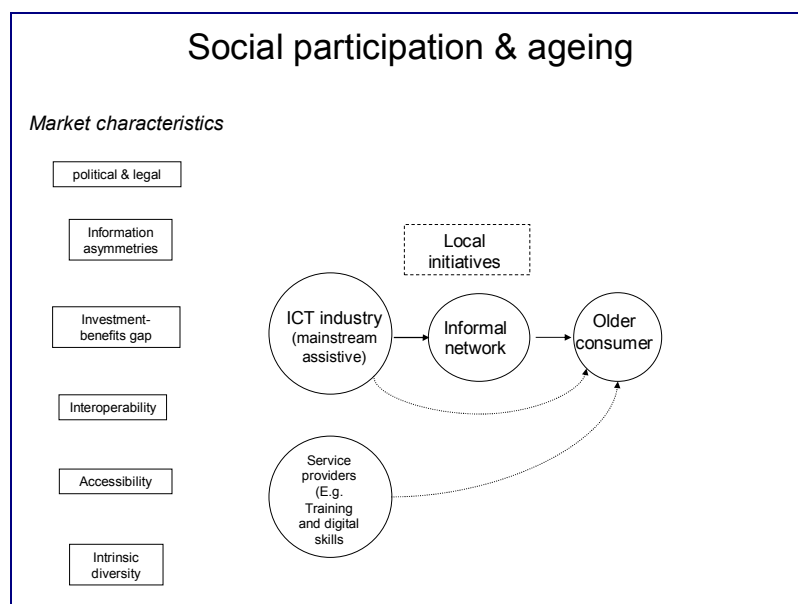 Social participation & ageing
Market characteristics
political & legal
Information
asymmetries
Investment-
benefits gap
Interoperability
Accessibility
Intrinsic
diversity
Local
initiatives
ICT industry
(mainstream
assistive)
Informal
network
Older
consumer
Service
providers
(E.g.
Training
and digital
skills